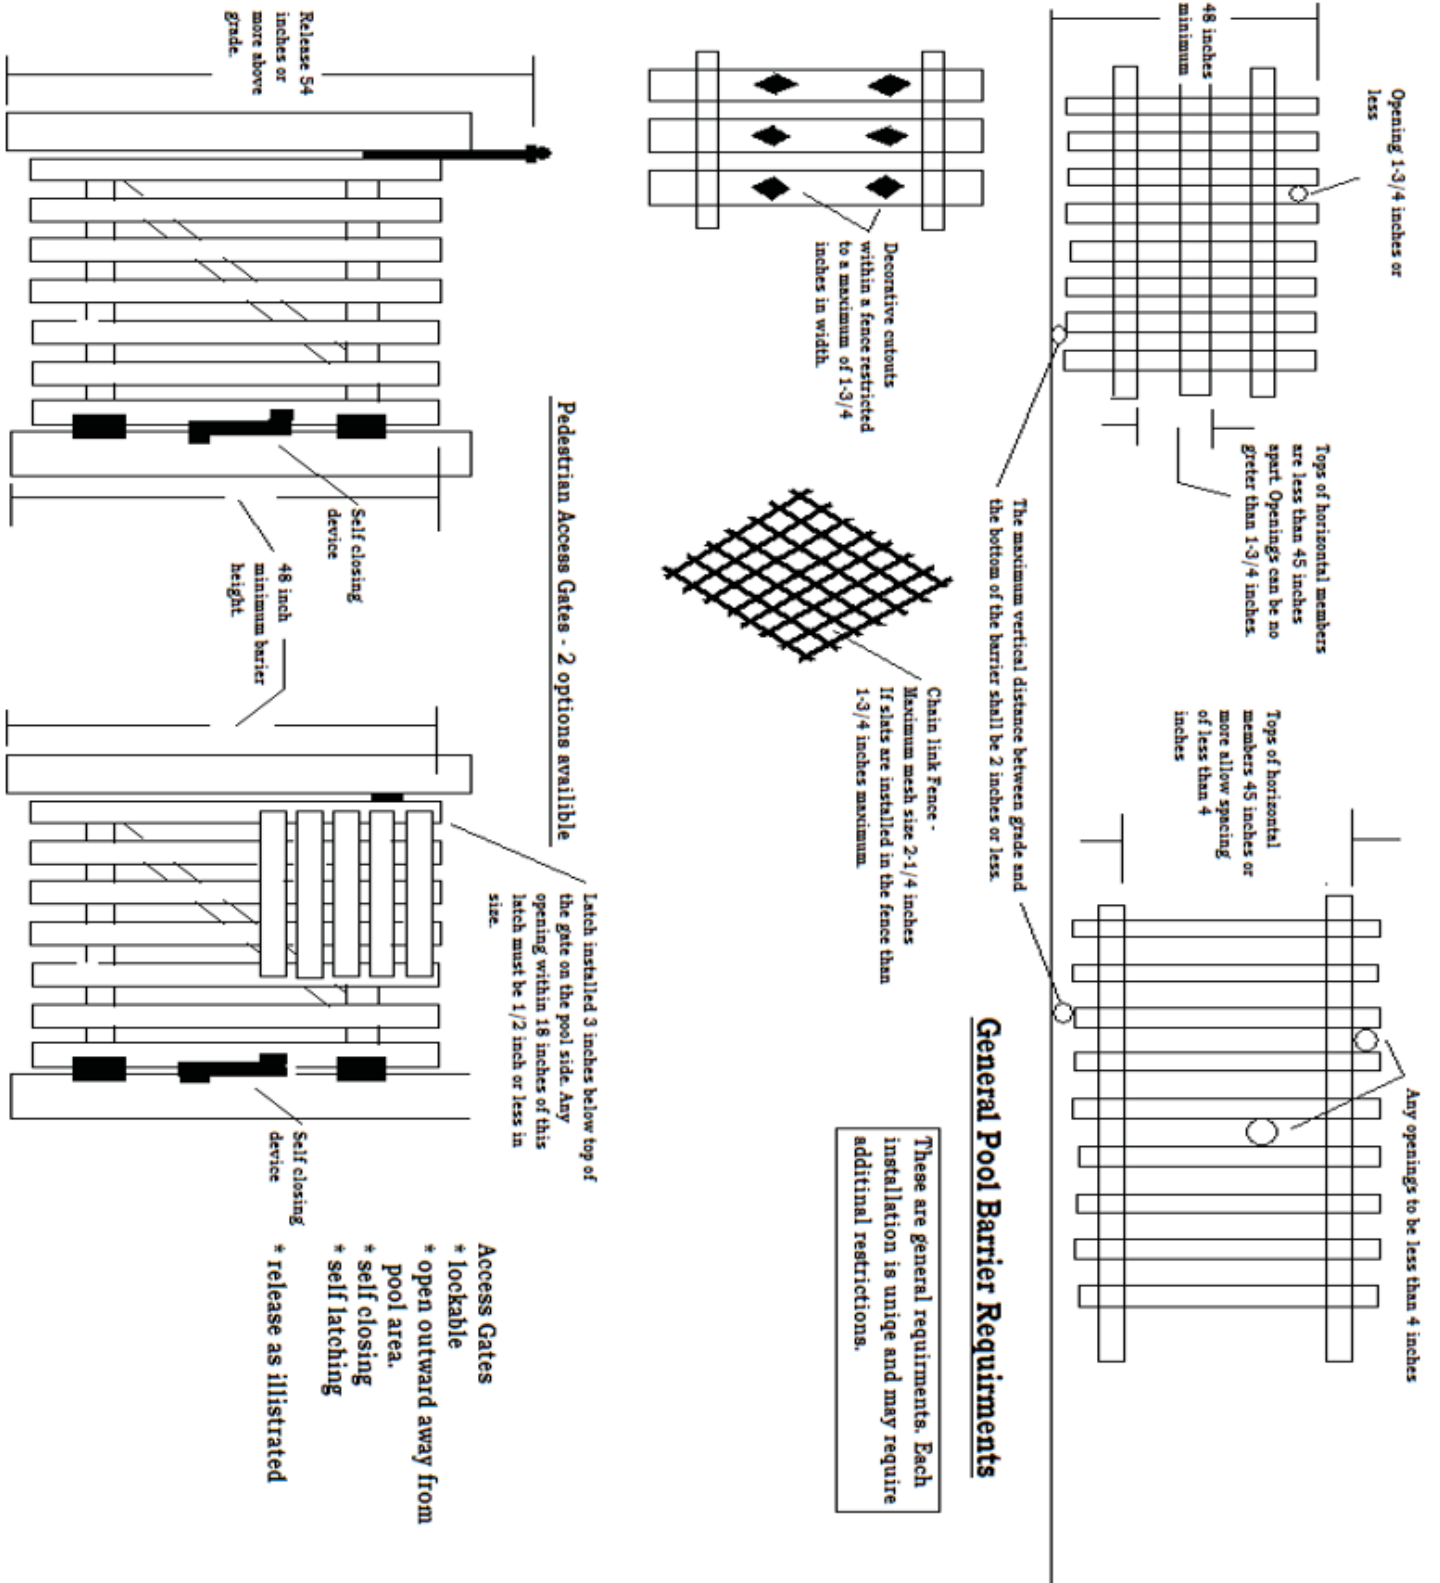 Opening 1-3/4 inches or
less
48 inches
minimum
Tops of horizontal members
are less than 45 inches
apart. Openings can be no
greter than 1-3/4 inches.
Tops of horizontal
members 45 inches or
more allow spacing
of less than 4
inches
Any openings to be less than 4 inches
The maximum vertical distance between grade and
the bottom of the barrier shall be 2 inches or less.
General Pool Barrier Requirments
These are general requirments. Each
installation is uniqe and may require
additinal restrictions.
Decorative cutouts
within a fence restricted
to a maximum of 1-3/4
inches in width.
Chain link Fence -
Maximum mesh size 2-1/4 inches
If slats are installed in the fence than
1-3/4 inches maximum.
Pedestrian Access Gates - 2 options availible
Release 54
inches or
more above
grade.
Self closing
device
48 inch
minimum barier
height.
Latch installed 3 inches below top of
the gate on the pool side. Any
opening within 18 inches of this
latch must be 1/2 inch or less in
size.
Self closing
device
Access Gates
* lockable
* open outward away from
pool area.
* self closing
* self latching
* release as illistrated